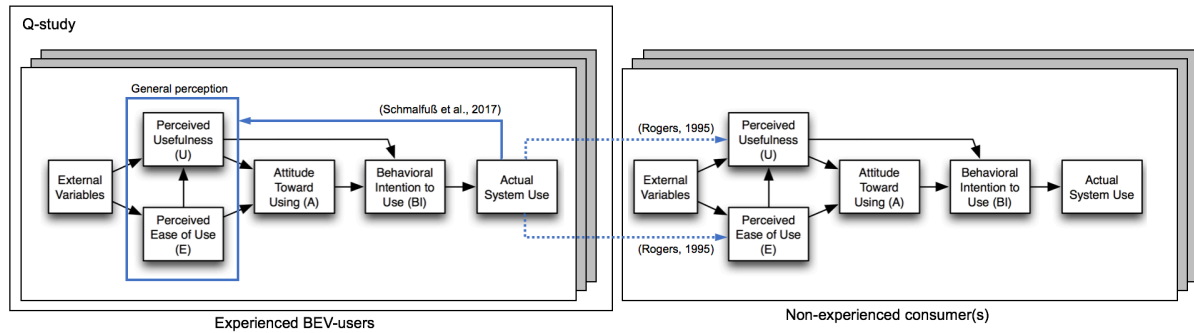 Q-study
General perception
(Schmalfuß et al., 2017)
Perceived
Usefulness
(U)
External
Variables
Attitude
Toward
Using (A)
Behavioral
Intention to
Use (BI)
Actual
System Use
Perceived
Ease of Use
(E)
Experienced BEV-users
(Rogers, 1995)
(Rogers, 1995)
Perceived
Usefulness
(U)
External
Variables
Attitude
Toward
Using (A)
Behavioral
Intention to
Use (BI)
Actual
System Use
Perceived
Ease of Use
(E)
Non-experienced consumer(s)